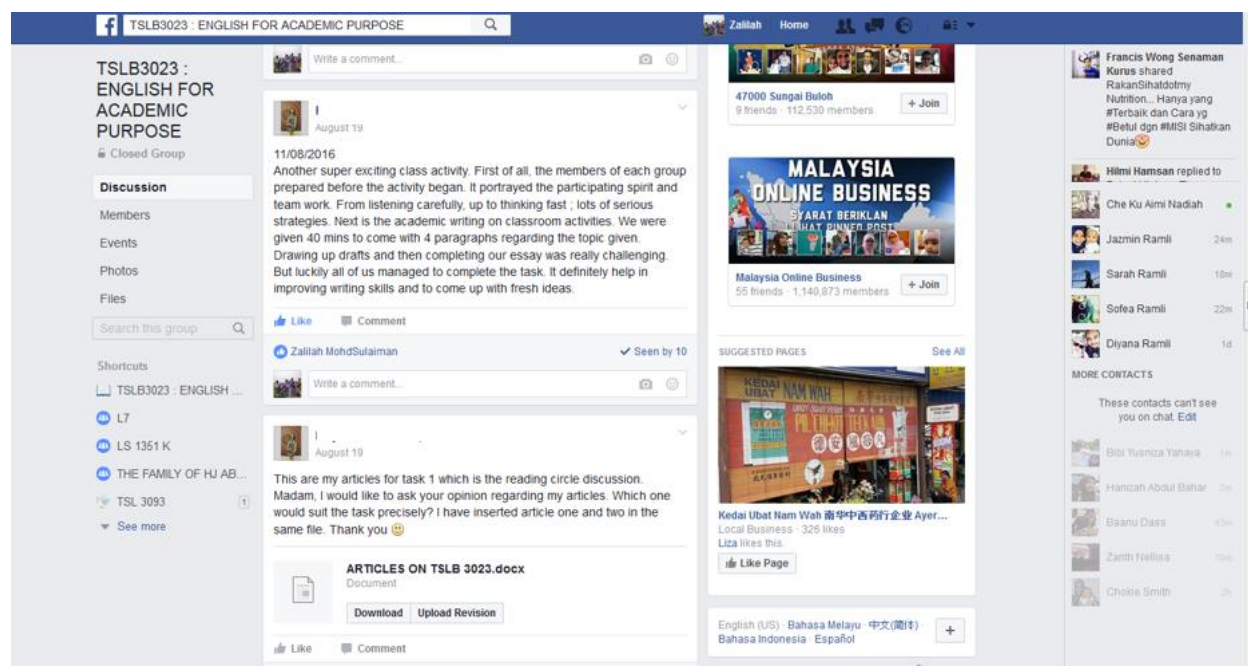 TSLB3023 : ENGLISH FOR ACADEMIC PURPOSE
Zalilah Home
TSLB3023 :
ENGLISH FOR
ACADEMIC
PURPOSE
Closed Group
Discussion
Members
Events
Photos
Files
Search this group
Shortcuts
TSLB3023 : ENGLISH ...
L7
LS 1351 K
THE FAMILY OF HJ AB...
TSL 3093 1
See more
Write a comment...
August 19
11/08/2016
Another super exciting class activity. First of all, the members of each group
prepared before the activity began. It portrayed the participating spirit and
team work. From listening carefully, up to thinking fast ; lots of serious
strategies. Next is the academic writing on classroom activities. We were
given 40 mins to come with 4 paragraphs regarding the topic given.
Drawing up drafts and then completing our essay was really challenging.
But luckily all of us managed to complete the task. It definitely help in
improving writing skills and to come up with fresh ideas.
Like Comment
Zalilah MohdSulaiman Seen by 10
Write a comment...
August 19
This are my articles for task 1 which is the reading circle discussion.
Madam, I would like to ask your opinion regarding my articles. Which one
would suit the task precisely? I have inserted article one and two in the
same file. Thank you
ARTICLES ON TSLB 3023.docx
Document
Download Upload Revision
Like Comment
47000 Sungai Buloh
9 friends · 112,530 members
+ Join
MALAYSIA
ONLINE BUSINESS
SYARAT BERIKLAN
LIHAT PINNED POST
Malaysia Online Business
55 friends · 1,140,873 members
+ Join
SUGGESTED PAGES See All
KEDAI
UBAT NAM WAH
Kedai Ubat Nam Wah 南华中西药行企业 Ayer...
Local Business · 326 likes
Liza likes this.
Like Page
English (US) · Bahasa Melayu · 中文(简体) ·
Bahasa Indonesia · Español
+
Francis Wong Senaman
Kurus shared
RakanSihatdotmy
Nutrition... Hanya yang
#Terbaik dan Cara yg
#Betul dgn #MISI Sihatkan
Dunia
Hilmi Hamsan replied to
Che Ku Aimi Nadiah
Jazmin Ramli 24m
Sarah Ramli 18m
Sofea Ramli 22m
Diyana Ramli 1d
MORE CONTACTS
These contacts can't see
you on chat. Edit
Bibi Yusniza Yahaya
Hanizah Abdul Bahar
Baanu Dass
Zarith Nellisa
Chokie Smith